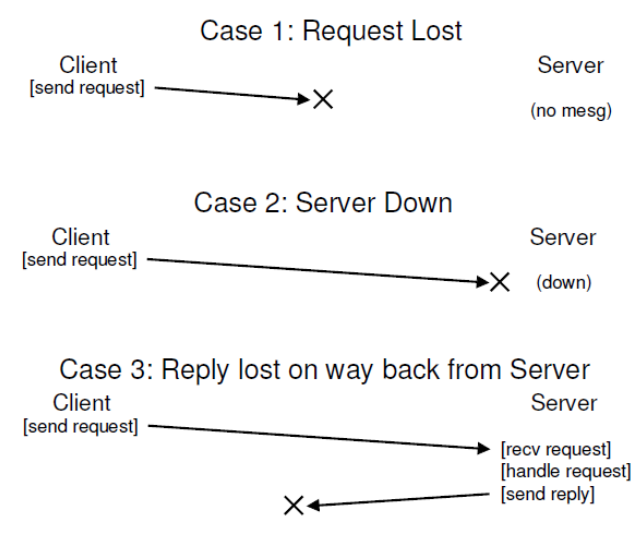 Case 1: Request Lost
Client Server
[send request]
(no mesg)
Case 2: Server Down
Client Server
[send request]
(down)
Case 3: Reply lost on way back from Server
Client Server
[send request]
[recv request]
[handle request]
[send reply]